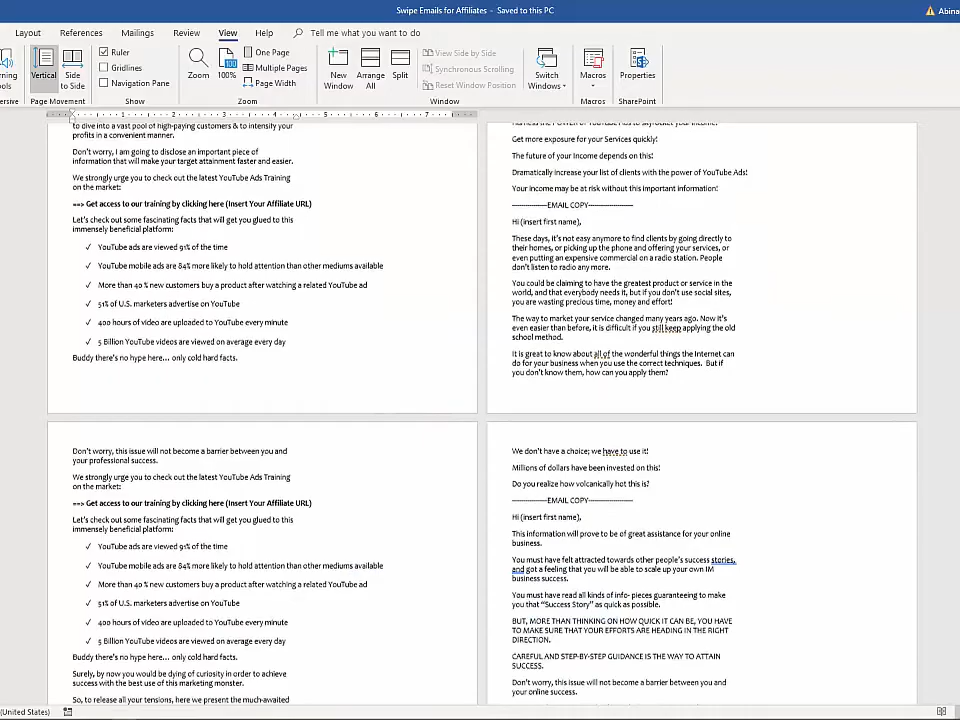 Swipe Emails for Affiliates - Saved to this PC
Abina
Layout References Mailings Review View Help Tell me what you want to do
Vertical
Side to Side
Page Movement
Ruler
Gridlines
Navigation Pane
Show
Zoom
100%
One Page
Multiple Pages
Page Width
Zoom
New Window
Arrange All
Split
View Side by Side
Synchronous Scrolling
Reset Window Position
Window
Switch Windows
Macros
Macros
Properties
SharePoint
1 2 3 4 5 6 7
to dive into a vast pool of high-paying customers & to intensify your
profits in a convenient manner.
Don't worry, I am going to disclose an important piece of
information that will make your target attainment faster and easier.
We strongly urge you to check out the latest YouTube Ads Training
on the market:
==> Get access to our training by clicking here (Insert Your Affiliate URL)
Let's check out some fascinating facts that will get you glued to this
immensely beneficial platform:
✓ YouTube ads are viewed 91% of the time
✓ YouTube mobile ads are 84% more likely to hold attention than other mediums available
✓ More than 40 % new customers buy a product after watching a related YouTube ad
✓ 51% of U.S. marketers advertise on YouTube
✓ 400 hours of video are uploaded to YouTube every minute
✓ 5 Billion YouTube videos are viewed on average every day
Buddy there's no hype here... only cold hard facts.
Get more exposure for your Services quickly!
The future of your Income depends on this!
Dramatically increase your list of clients with the power of YouTube Ads!
Your income may be at risk without this important information!
-----------------EMAIL COPY----------------------
Hi (insert first name),
These days, it's not easy anymore to find clients by going directly to
their homes, or picking up the phone and offering your services, or
even putting an expensive commercial on a radio station. People
don't listen to radio any more.
You could be claiming to have the greatest product or service in the
world, and that everybody needs it, but if you don't use social sites,
you are wasting precious time, money and effort!
The way to market your service changed many years ago. Now it's
even easier than before, it is difficult if you still keep applying the old
school method.
It is great to know about all of the wonderful things the Internet can
do for your business when you use the correct techniques. But if
you don't know them, how can you apply them?
Don't worry, this issue will not become a barrier between you and
your professional success.
We strongly urge you to check out the latest YouTube Ads Training
on the market:
==> Get access to our training by clicking here (Insert Your Affiliate URL)
Let's check out some fascinating facts that will get you glued to this
immensely beneficial platform:
✓ YouTube ads are viewed 91% of the time
✓ YouTube mobile ads are 84% more likely to hold attention than other mediums available
✓ More than 40 % new customers buy a product after watching a related YouTube ad
✓ 51% of U.S. marketers advertise on YouTube
✓ 400 hours of video are uploaded to YouTube every minute
✓ 5 Billion YouTube videos are viewed on average every day
Buddy there's no hype here... only cold hard facts.
Surely, by now you would be dying of curiosity in order to achieve
success with the best use of this marketing monster.
So, to release all your tensions, here we present the much-awaited
We don't have a choice; we have to use it!
Millions of dollars have been invested on this!
Do you realize how volcanically hot this is?
-----------------EMAIL COPY----------------------
Hi (insert first name),
This information will prove to be of great assistance for your online
business.
You must have felt attracted towards other people's success stories,
and got a feeling that you will be able to scale up your own IM
business success.
You must have read all kinds of info- pieces guaranteeing to make
you that "Success Story" as quick as possible.
BUT, MORE THAN THINKING ON HOW QUICK IT CAN BE, YOU HAVE
TO MAKE SURE THAT YOUR EFFORTS ARE HEADING IN THE RIGHT
DIRECTION.
CAREFUL AND STEP-BY-STEP GUIDANCE IS THE WAY TO ATTAIN
SUCCESS.
Don't worry, this issue will not become a barrier between you and
your online success.
(United States)